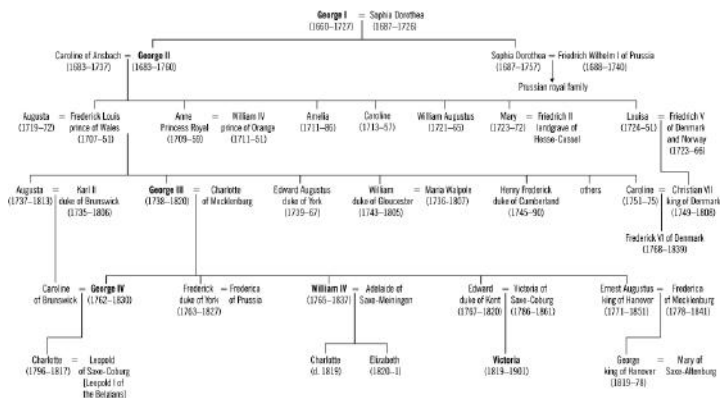 George I = Sophia Dorothea
(1660–1727) (1687–1726)
Caroline of Ansbach = George II
(1683–1737) (1683–1760)
Sophia Dorothea = Friedrich Wilhelm I of Prussia
(1687–1757) (1688–1740)
Prussian royal family
Augusta = Frederick Louis
(1719–72) prince of Wales
(1707–51)
Anne = William IV
Princess Royal prince of Orange
(1709–59) (1711–51)
Amelia
(1711–86)
Caroline
(1713–57)
William Augustus
(1721–65)
Mary = Friedrich II
(1723–72) landgrave of
Hesse-Cassel
Louisa = Friedrich V
(1724–51) of Denmark
and Norway
(1723–66)
Augusta = Karl II
(1737–1813) duke of Brunswick
(1735–1806)
George III = Charlotte
(1738–1820) of Mecklenburg
Edward Augustus
duke of York
(1739–67)
William = Maria Walpole
duke of Gloucester (1736–1807)
(1743–1805)
Henry Frederick
duke of Cumberland
(1745–90)
others
Caroline = Christian VII
(1751–75) king of Denmark
(1749–1808)
Frederick VI of Denmark
(1768–1839)
Caroline = George IV
of Brunswick (1762–1830)
Frederick = Frederica
duke of York of Prussia
(1763–1827)
William IV = Adelaide of
(1765–1837) Saxe-Meiningen
Edward = Victoria of
duke of Kent Saxe-Coburg
(1767–1820) (1786–1861)
Ernest Augustus = Frederica
king of Hanover of Mecklenburg
(1771–1851) (1778–1841)
Charlotte = Leopold
(1796–1817) of Saxe-Coburg
[Leopold I of
the Belgians]
Charlotte
(d. 1819)
Elizabeth
(1820–1)
Victoria
(1819–1901)
George = Mary of
king of Hanover Saxe-Altenburg
(1819–78)